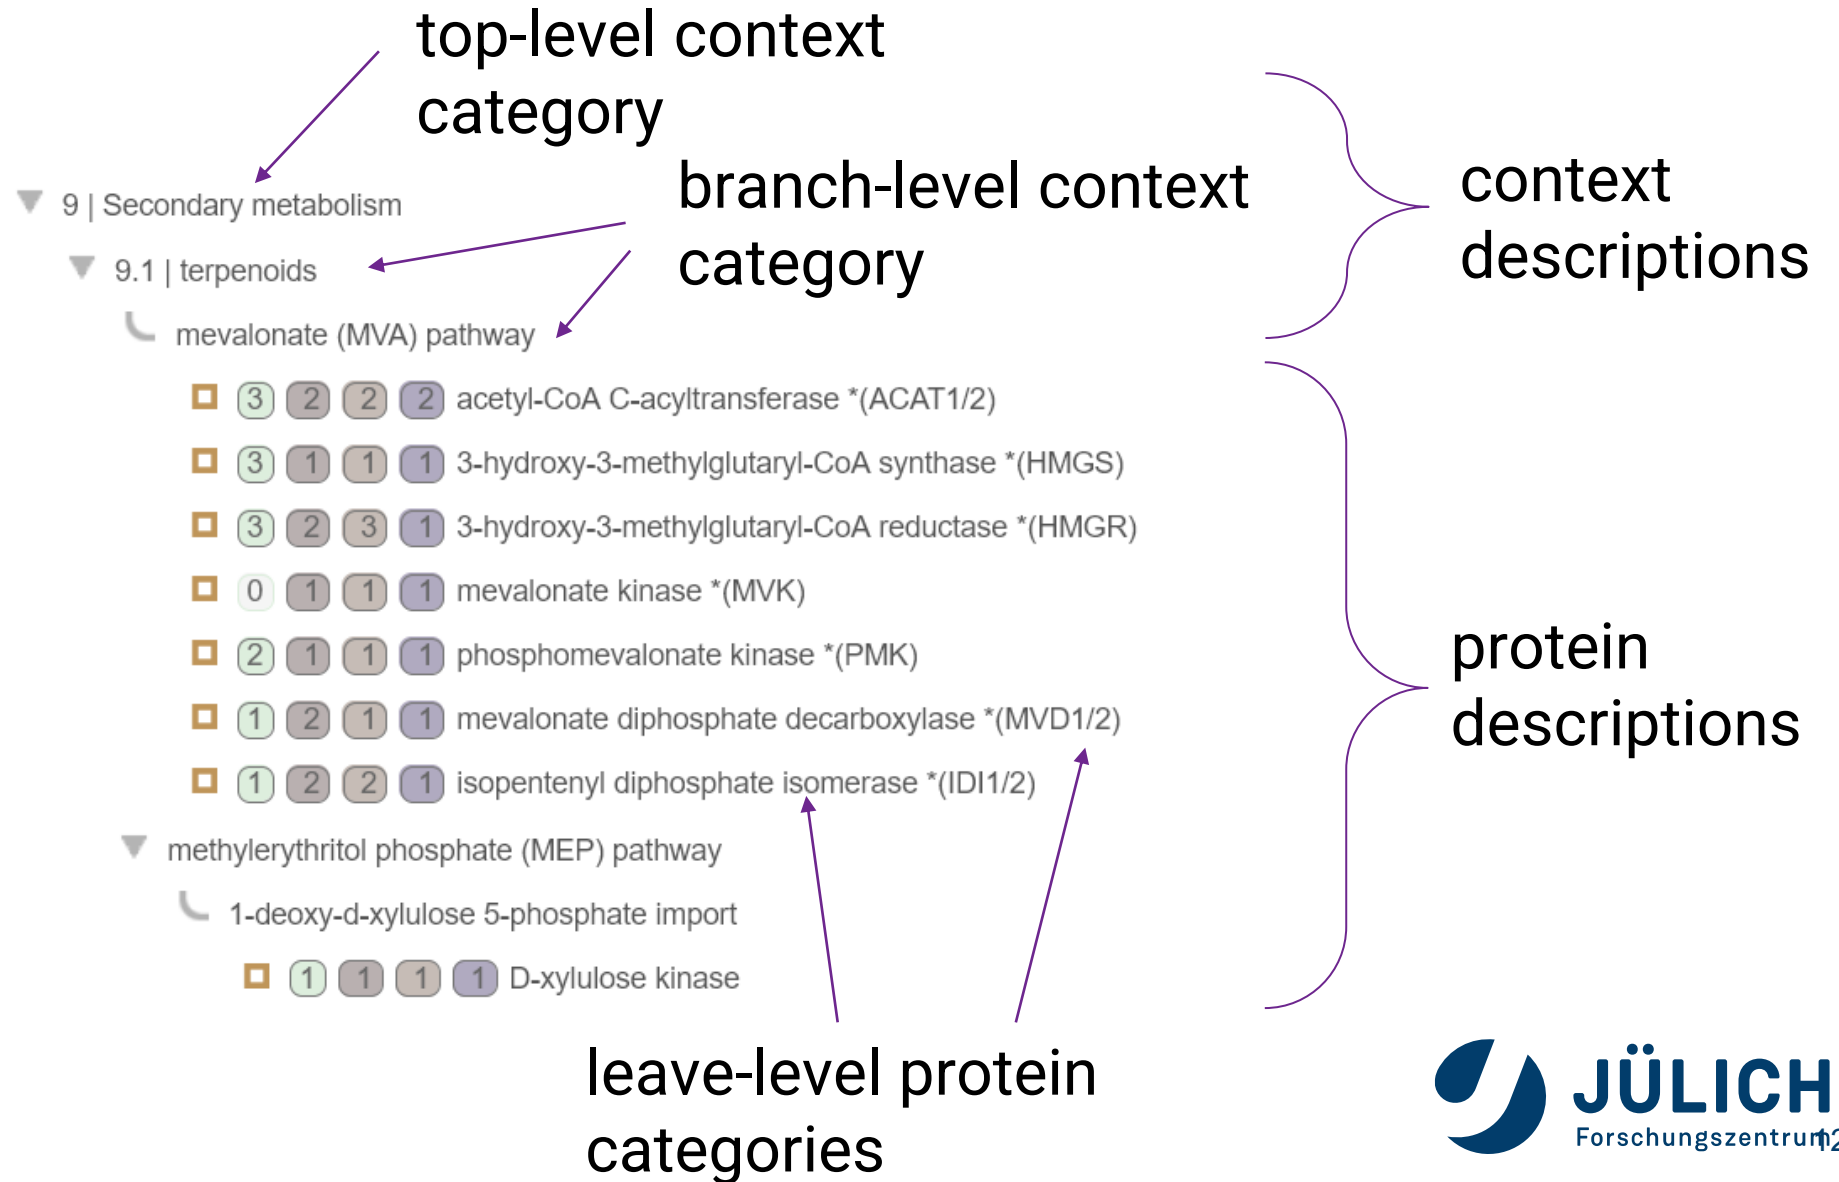 top-level context
category
9 | Secondary metabolism
branch-level context
category
context
descriptions
9.1 | terpenoids
mevalonate (MVA) pathway
3 2 2 2 acetyl-CoA C-acyltransferase *(ACAT1/2)
3 1 1 1 3-hydroxy-3-methylglutaryl-CoA synthase *(HMGS)
3 2 3 1 3-hydroxy-3-methylglutaryl-CoA reductase *(HMGR)
0 1 1 1 mevalonate kinase *(MVK)
2 1 1 1 phosphomevalonate kinase *(PMK)
1 2 1 1 mevalonate diphosphate decarboxylase *(MVD1/2)
1 2 2 1 isopentenyl diphosphate isomerase *(IDI1/2)
protein
descriptions
methylerythritol phosphate (MEP) pathway
1-deoxy-d-xylulose 5-phosphate import
1 1 1 1 D-xylulose kinase
leave-level protein
categories
JÜLICH
Forschungszentrum
12